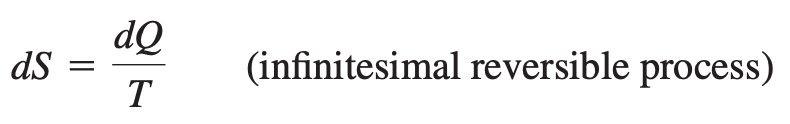 dS = dQ/T (infinitesimal reversible process)